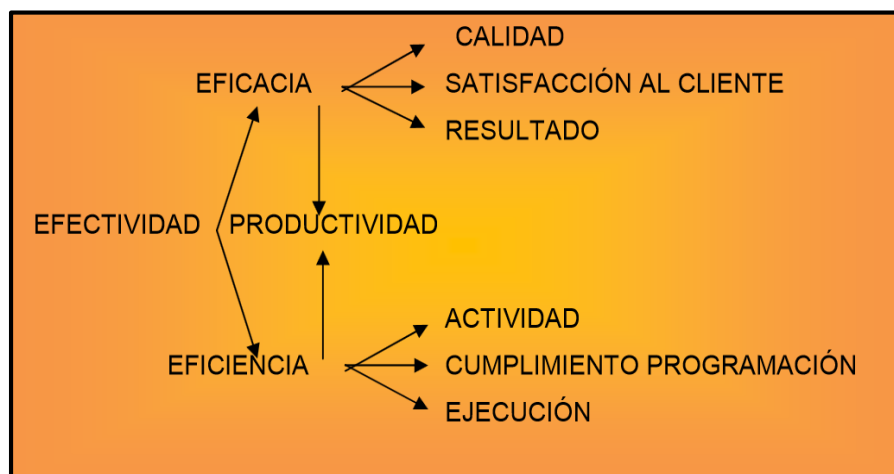 CALIDAD
EFICACIA
SATISFACCIÓN AL CLIENTE
RESULTADO
EFECTIVIDAD
PRODUCTIVIDAD
ACTIVIDAD
EFICIENCIA
CUMPLIMIENTO PROGRAMACIÓN
EJECUCIÓN